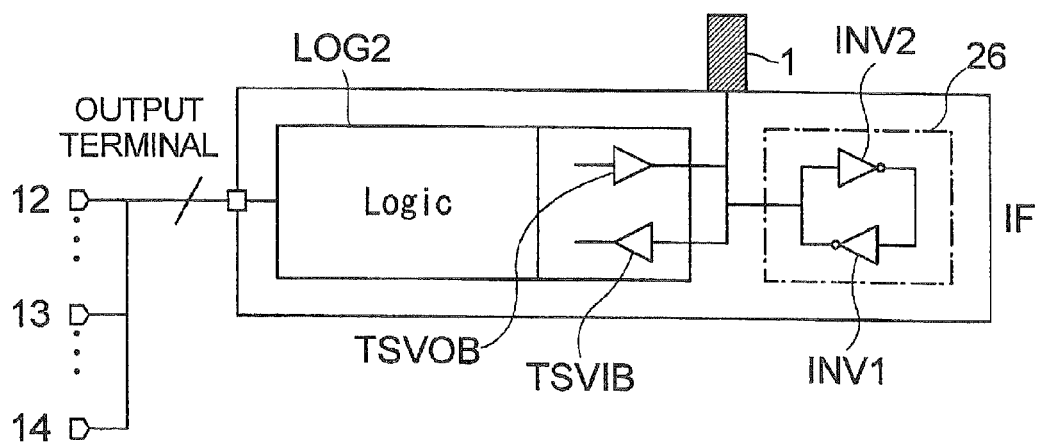 LOG2
1
INV2
26
OUTPUT
TERMINAL
12
Logic
IF
13
TSVOB
TSVIB
INV1
14